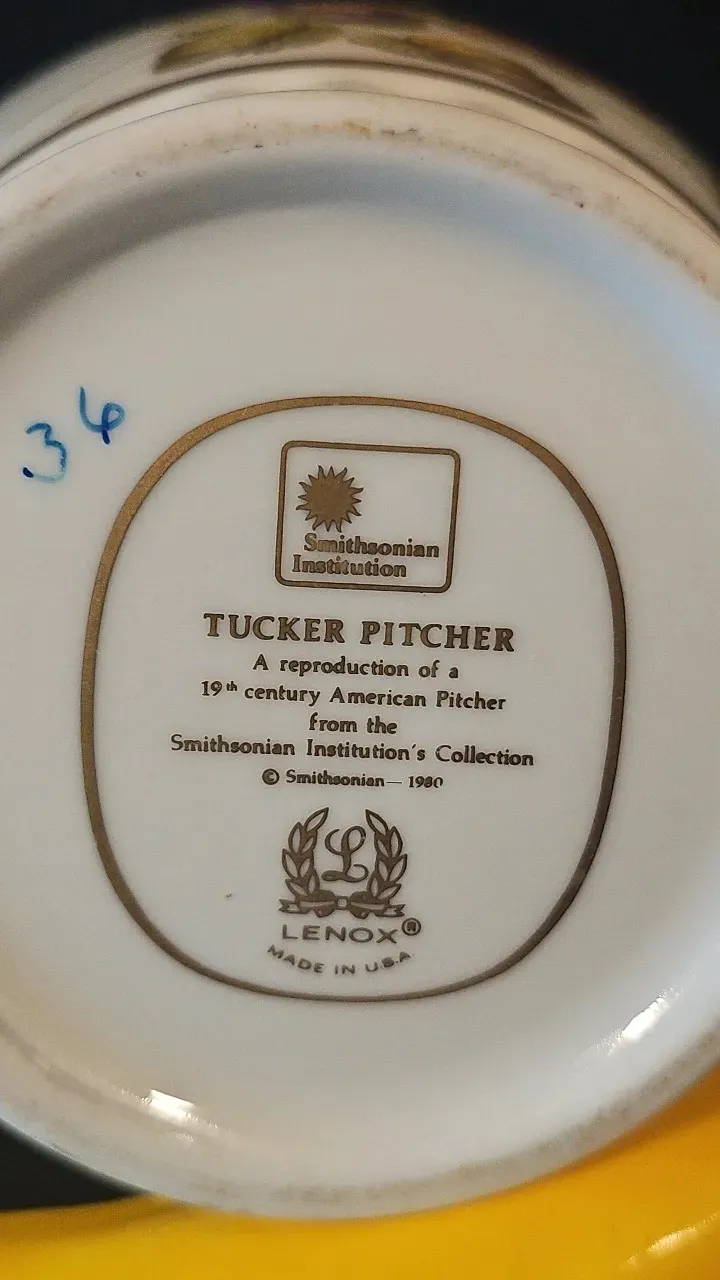 36
Smithsonian
Institution
TUCKER PITCHER
A reproduction of a
19th century American Pitcher
from the
Smithsonian Institution's Collection
© Smithsonian— 1980
L
LENOX®
MADE IN U.S.A